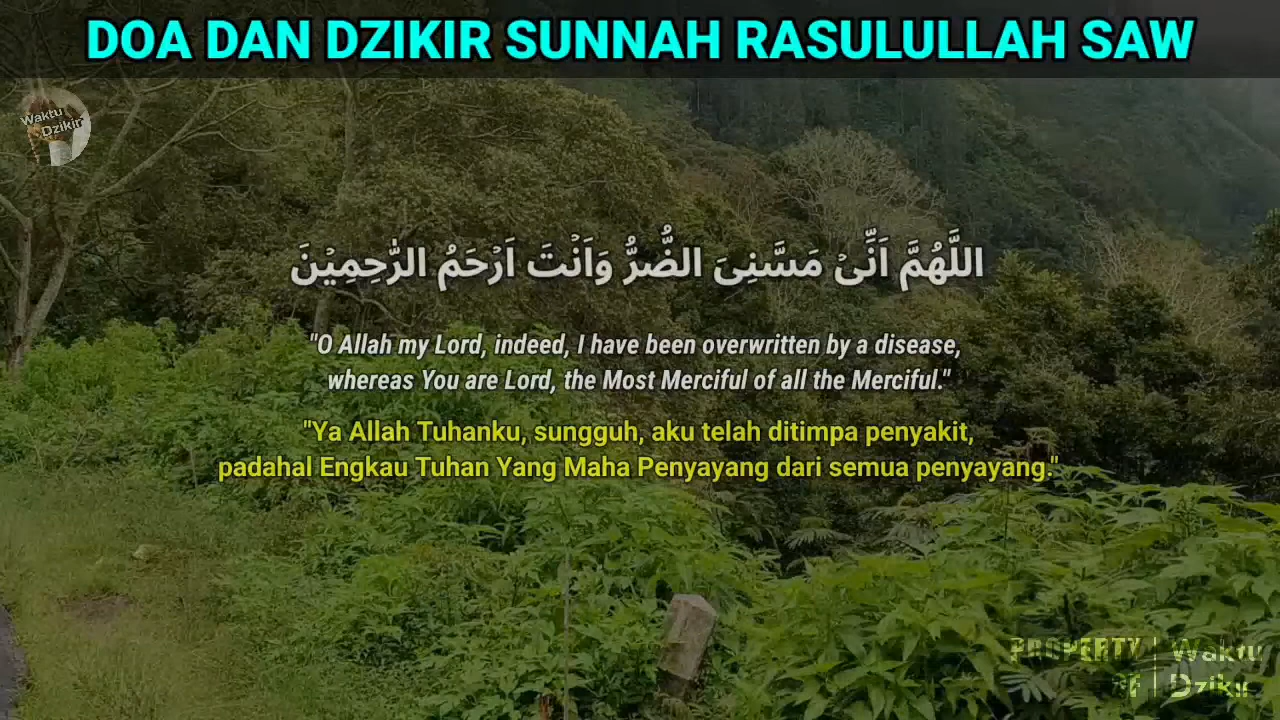 DOA DAN DZIKIR SUNNAH RASULULLAH SAW
Waktu
Dzikir
اللَّهُمَّ اَنِّىۡ مَسَّنِىَ الضُّرُّ وَاَنۡتَ اَرۡحَمُ الرّٰحِمِيۡنَ
"O Allah my Lord, indeed, I have been overwritten by a disease,
whereas You are Lord, the Most Merciful of all the Merciful."
"Ya Allah Tuhanku, sungguh, aku telah ditimpa penyakit,
padahal Engkau Tuhan Yang Maha Penyayang dari semua penyayang."
PROPERTY | Waktu
OF | Dzikir